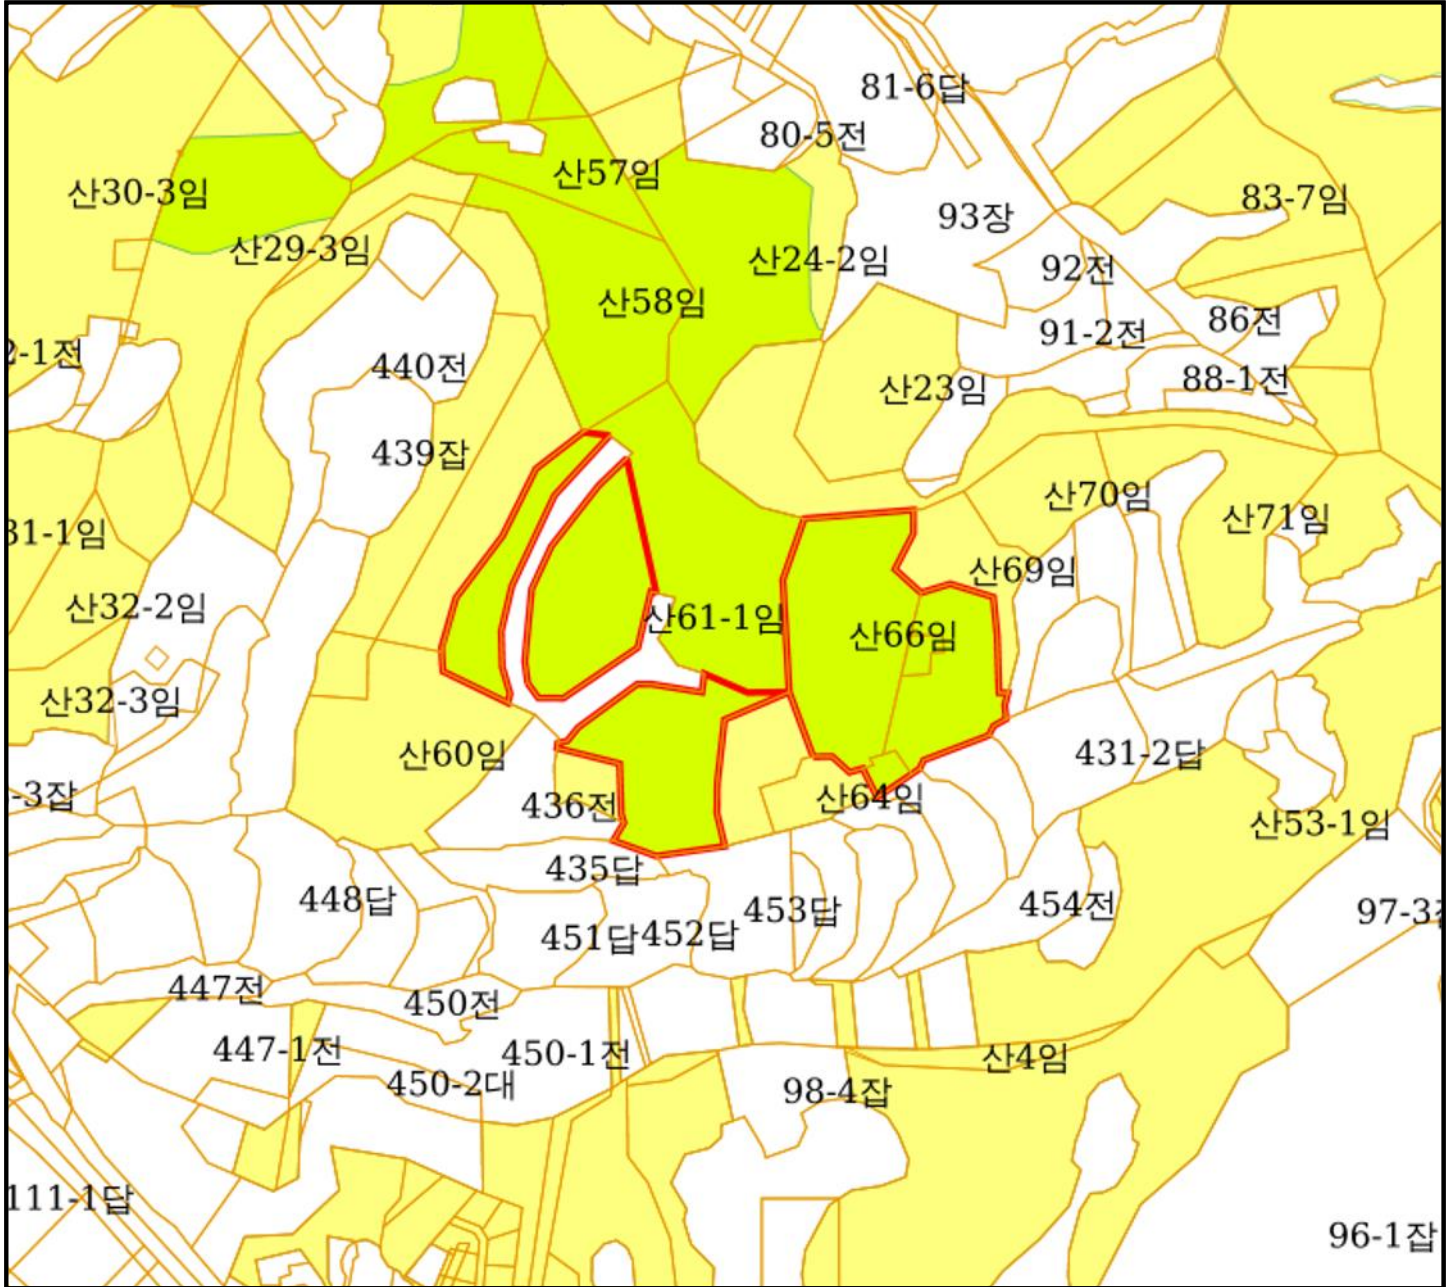 81-6답
80-5전
산57임
산30-3임
83-7임
93장
산29-3임
산24-2임
92전
산58임
86전
91-2전
2-1전
440전
88-1전
산23임
439잡
산70임
산71임
31-1임
산69임
산32-2임
산61-1임
산66임
산32-3임
산60임
431-2답
-3잡
436전
산64임
산53-1임
435답
448답
454전
453답
97-3
451답
452답
447전
450전
447-1전
450-1전
산4임
450-2대
98-4잡
111-1답
96-1잡